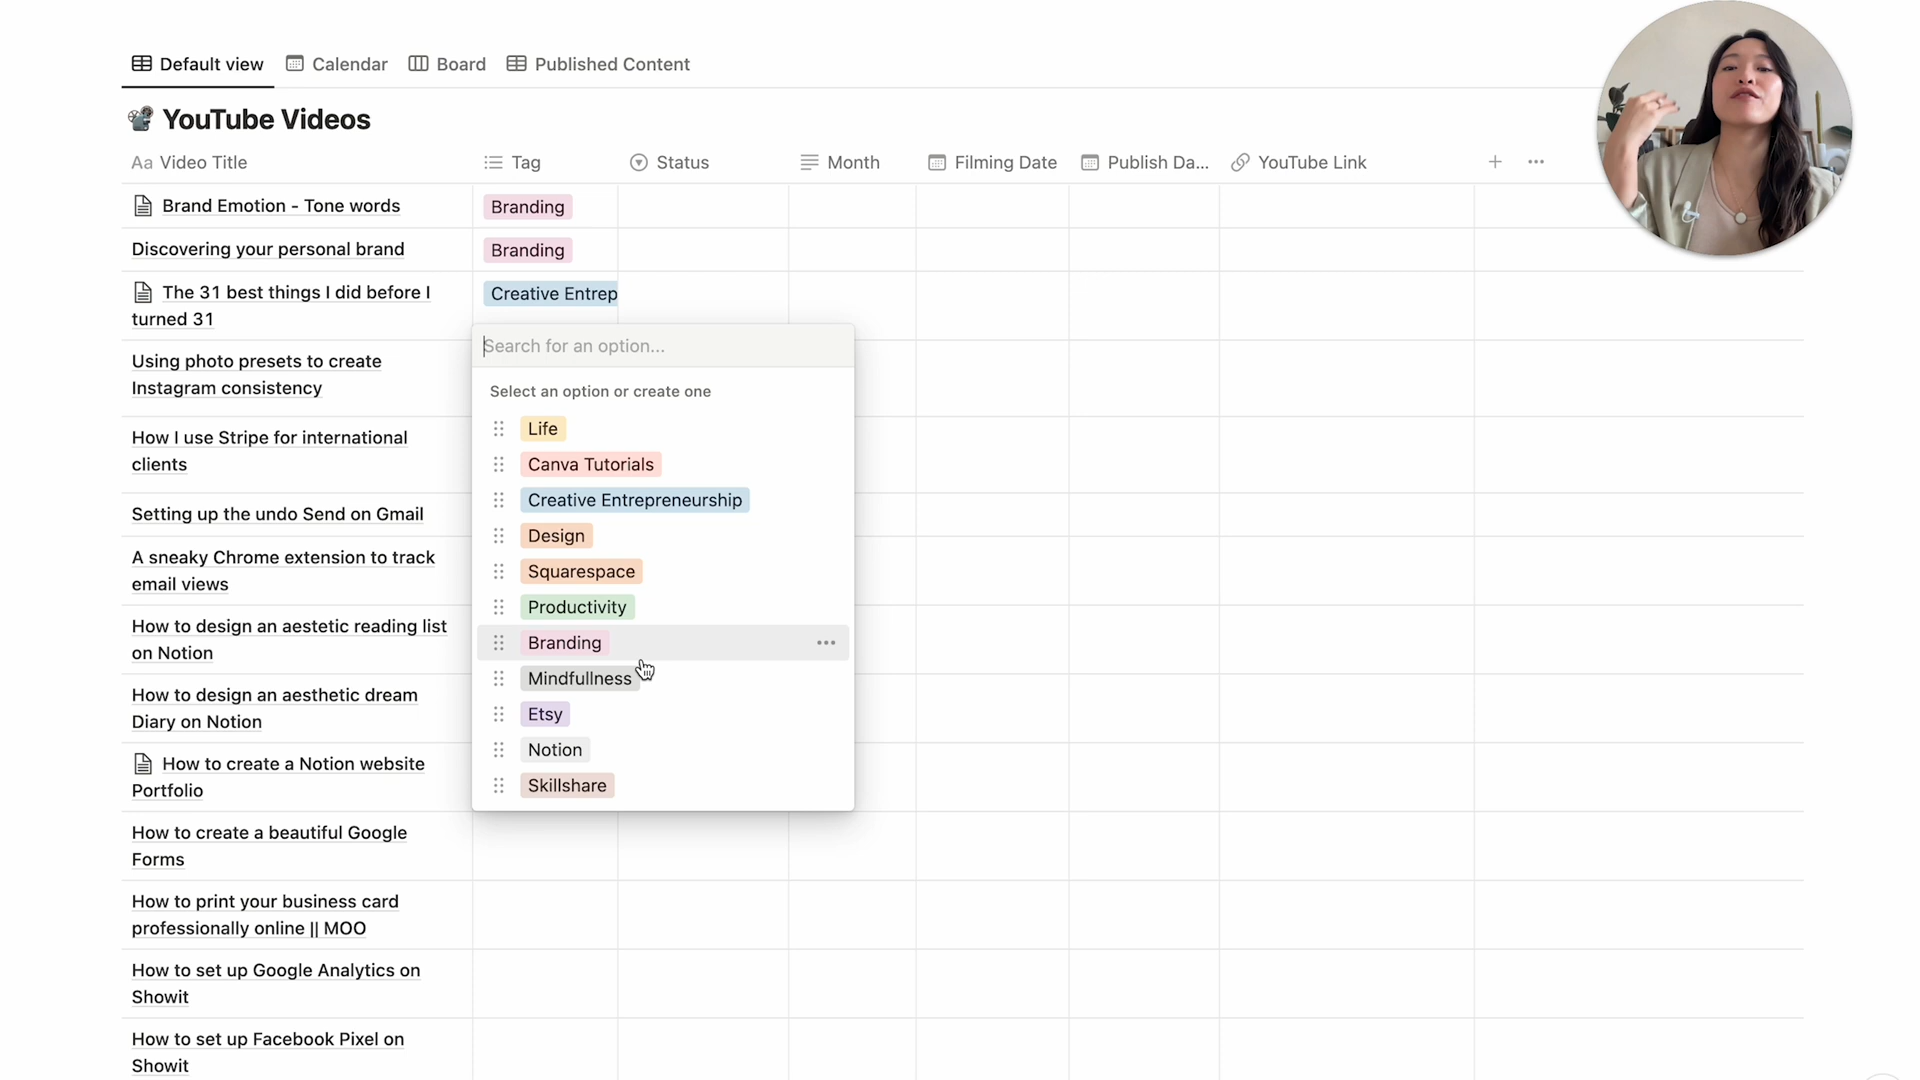 Default view Calendar Board Published Content
YouTube Videos
Aa Video Title Tag Status Month Filming Date Publish Da... YouTube Link
Brand Emotion - Tone words Branding
Discovering your personal brand Branding
The 31 best things I did before I Creative Entrep
turned 31
Search for an option...
Using photo presets to create
Instagram consistency
Select an option or create one
Life
How I use Stripe for international
clients
Canva Tutorials
Creative Entrepreneurship
Setting up the undo Send on Gmail
Design
A sneaky Chrome extension to track
email views
Squarespace
Productivity
How to design an aestetic reading list
on Notion
Branding
Mindfullness
How to design an aesthetic dream
Diary on Notion
Etsy
Notion
How to create a Notion website
Portfolio
Skillshare
How to create a beautiful Google
Forms
How to print your business card
professionally online || MOO
How to set up Google Analytics on
Showit
How to set up Facebook Pixel on
Showit